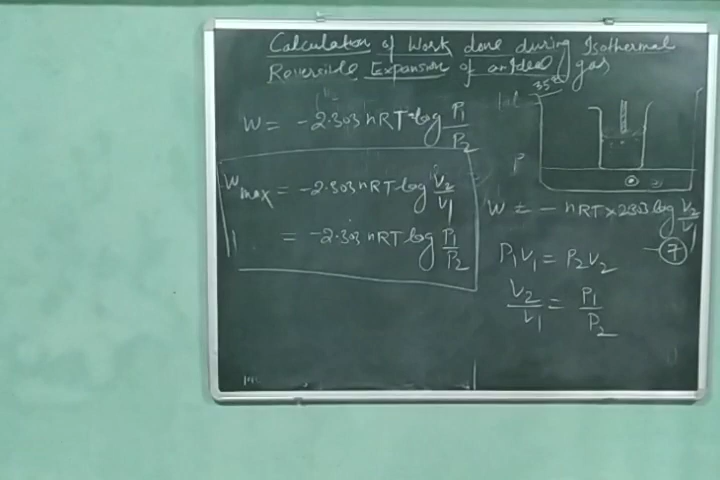 Calculation of Work done during Isothermal
Reversible Expansion of an Ideal gas
35°C
W = -2.303 nRT log P1/P2
Wmax = -2.303 nRT log V2/V1
= -2.303 nRT log P1/P2
P
W = - nRT × 2.303 log V2/V1
7
P1V1 = P2V2
V2/V1 = P1/P2